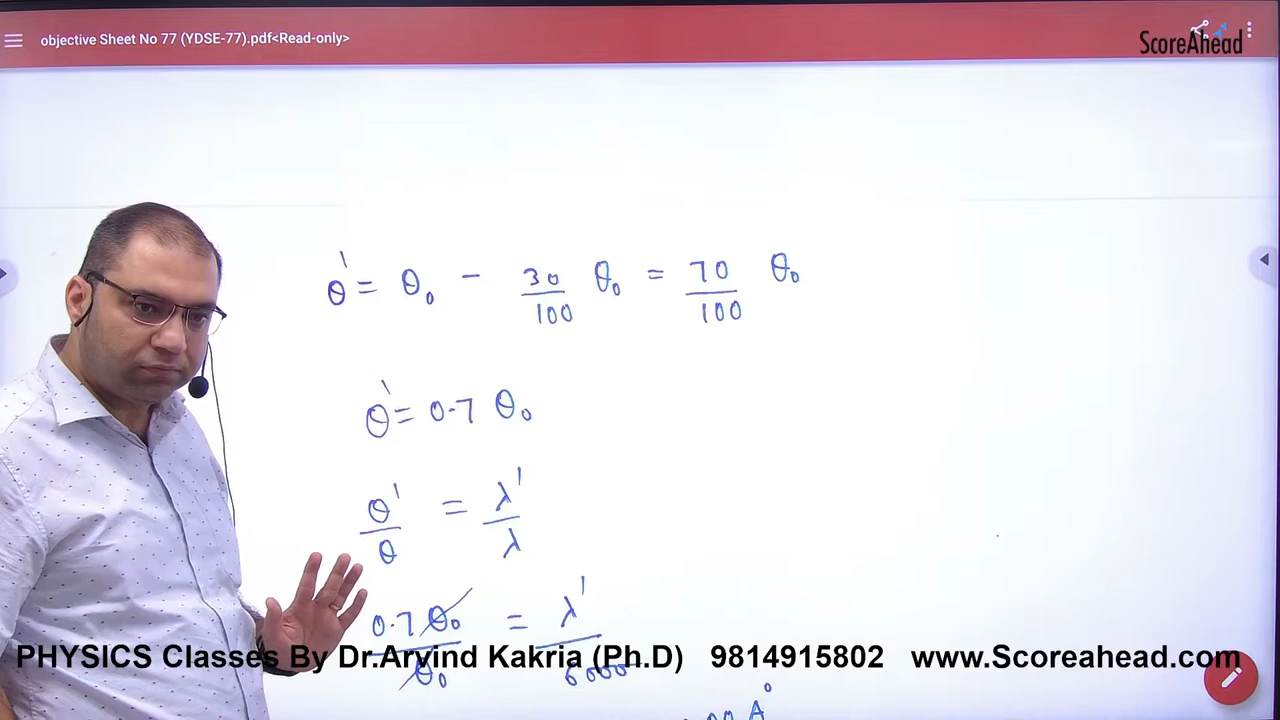 objective Sheet No 77 (YDSE-77).pdf<Read-only>
ScoreAhead
θ' = θ₀ - 30/100 θ₀ = 70/100 θ₀
θ' = 0.7 θ₀
θ'/θ = λ'/λ
0.7 θ₀/θ₀ = λ'/6000
PHYSICS Classes By Dr.Arvind Kakria (Ph.D) 9814915802 www.Scoreahead.com
A°